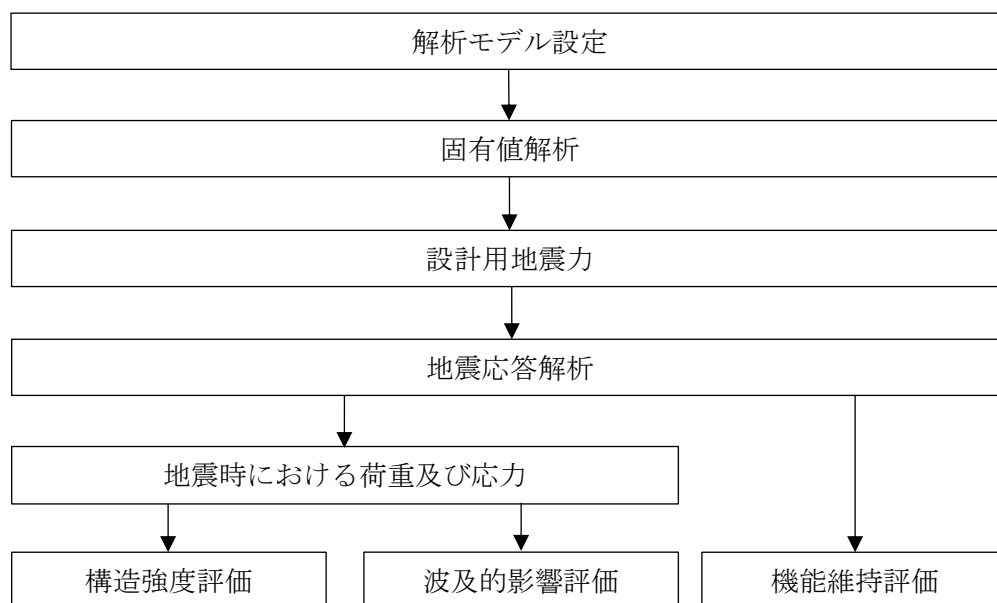 解析モデル設定
固有値解析
設計用地震力
地震応答解析
地震時における荷重及び応力
構造強度評価
波及的影響評価
機能維持評価